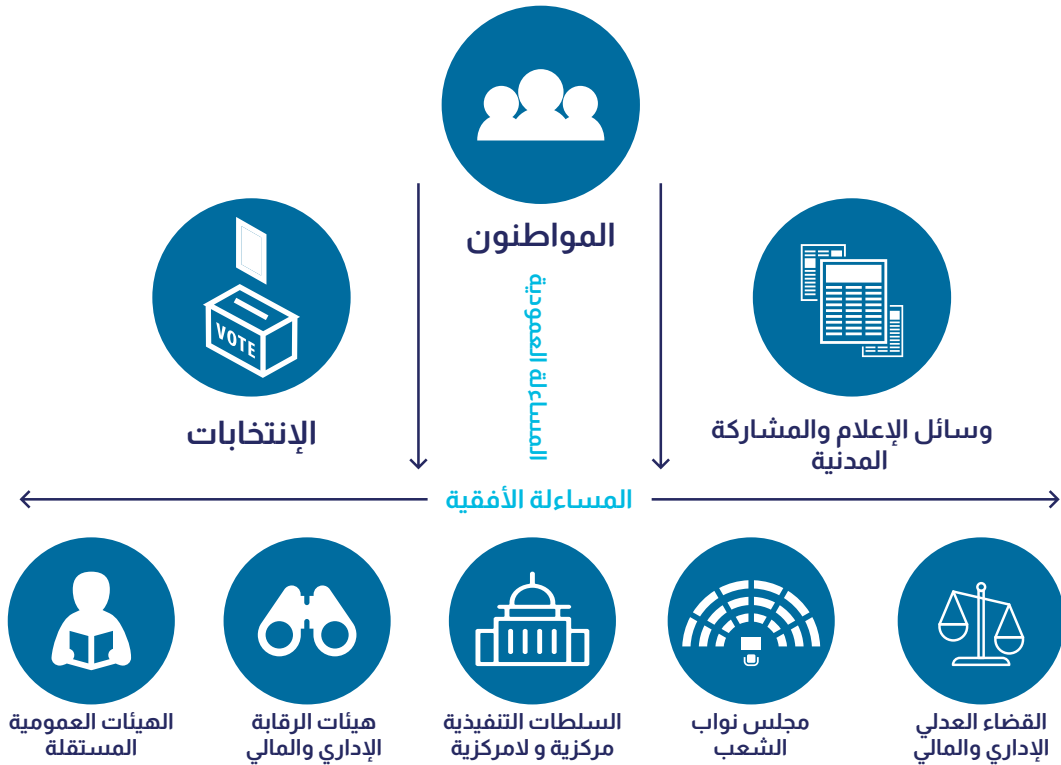 المواطنون
المساءلة العمودية
وسائل الإعلام والمشاركة
المدنية
VOTE
الإنتخابات
المساءلة الأفقية
القضاء العدلي
الإداري والمالي
مجلس نواب
الشعب
السلطات التنفيذية
مركزية و لامركزية
هيئات الرقابة
الإداري والمالي
الهيئات العمومية
المستقلة